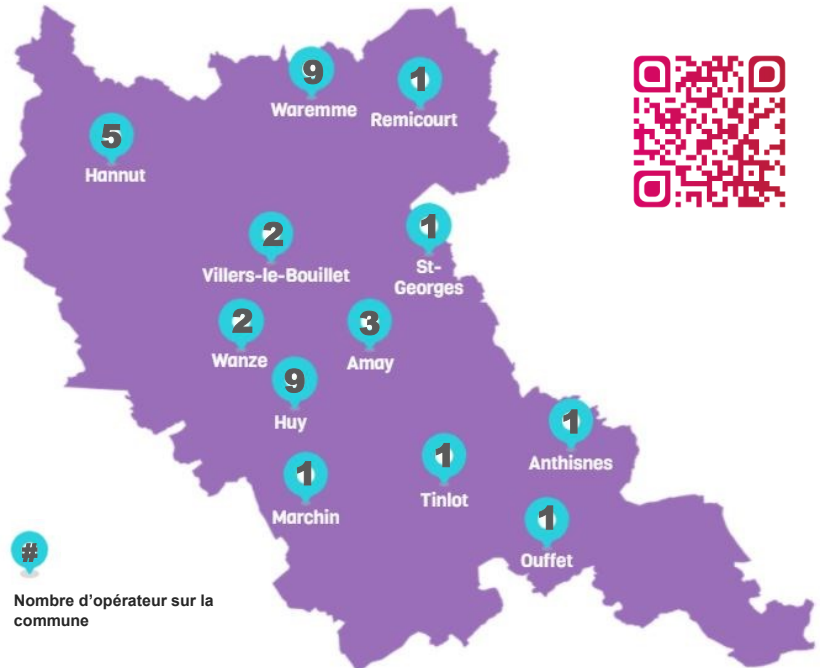 9
Waremme
1
Remicourt
5
Hannut
2
Villers-le-Bouillet
1
St-
Georges
2
Wanze
3
Amay
9
Huy
1
Anthisnes
1
Tinlot
1
Marchin
1
Ouffet
#
Nombre d’opérateur sur la
commune